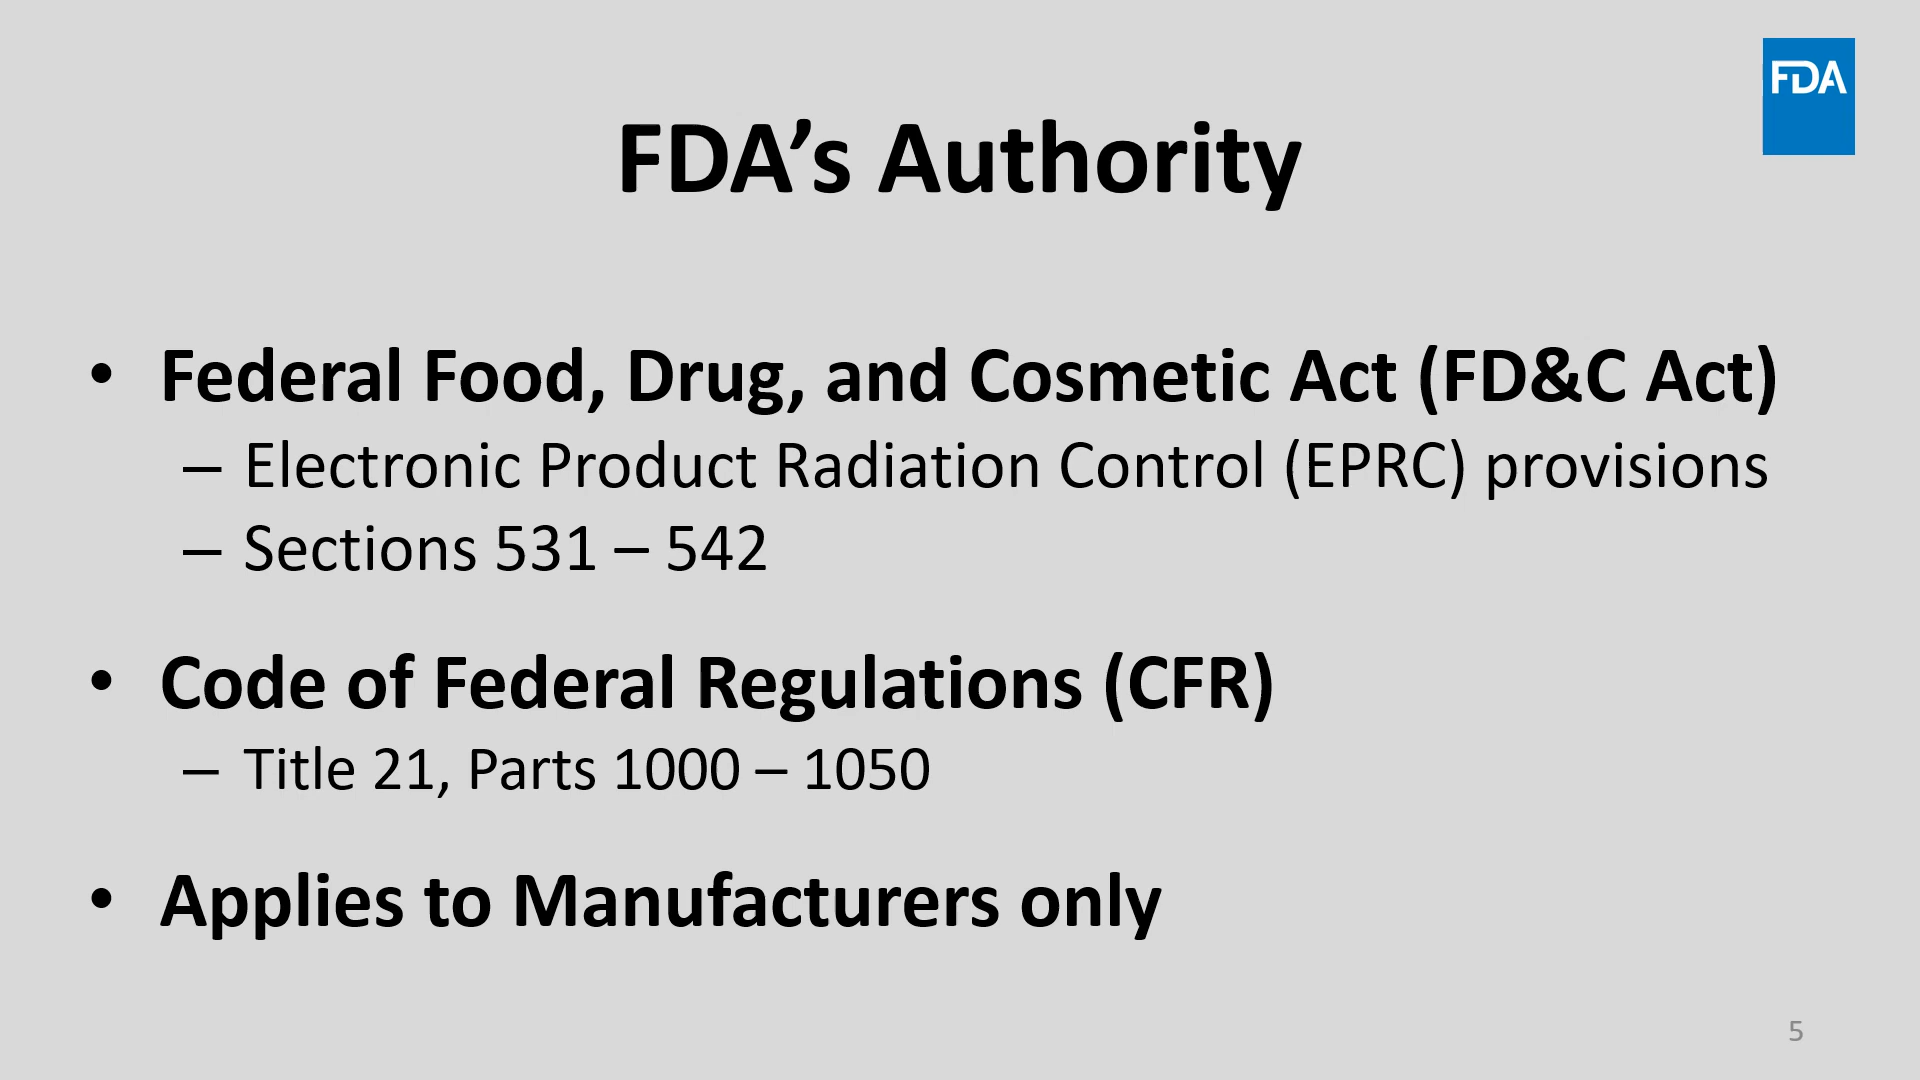 FDA
FDA’s Authority
• Federal Food, Drug, and Cosmetic Act (FD&C Act)
– Electronic Product Radiation Control (EPRC) provisions
– Sections 531 – 542
• Code of Federal Regulations (CFR)
– Title 21, Parts 1000 – 1050
• Applies to Manufacturers only
5